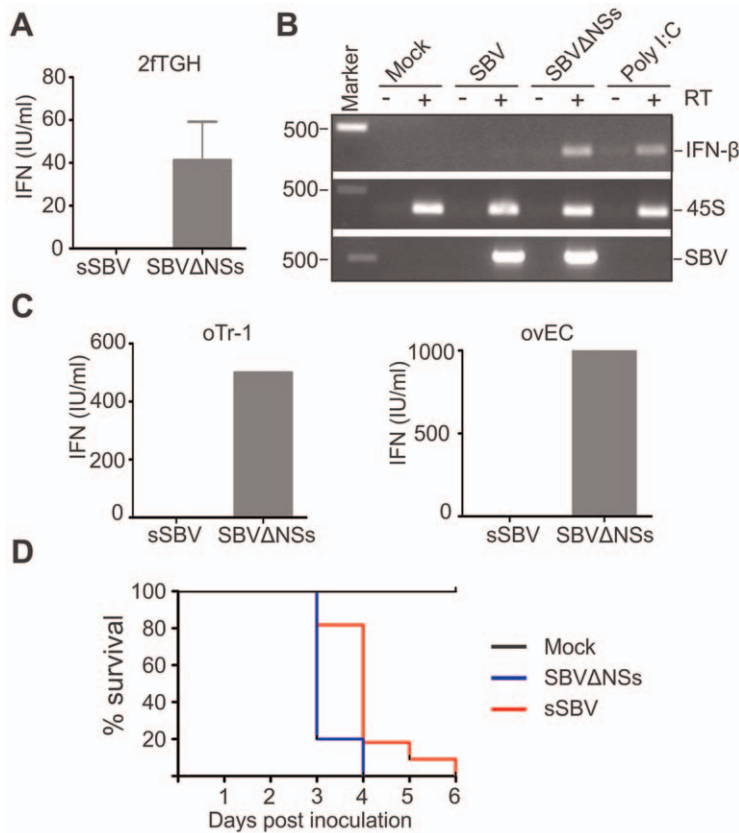 A
2fTGH
IFN (IU/ml)
80
60
40
20
0
sSBV SBVΔNSs
B
Marker Mock SBV SBVΔNSs Poly I:C
- + - + - + - + RT
500 IFN-β
500 45S
500 SBV
C
oTr-1
IFN (IU/ml)
600
400
200
0
sSBV SBVΔNSs
ovEC
IFN (IU/ml)
1000
500
0
sSBV SBVΔNSs
D
% survival
100
80
60
40
20
1 2 3 4 5 6
Days post inoculation
Mock
SBVΔNSs
sSBV